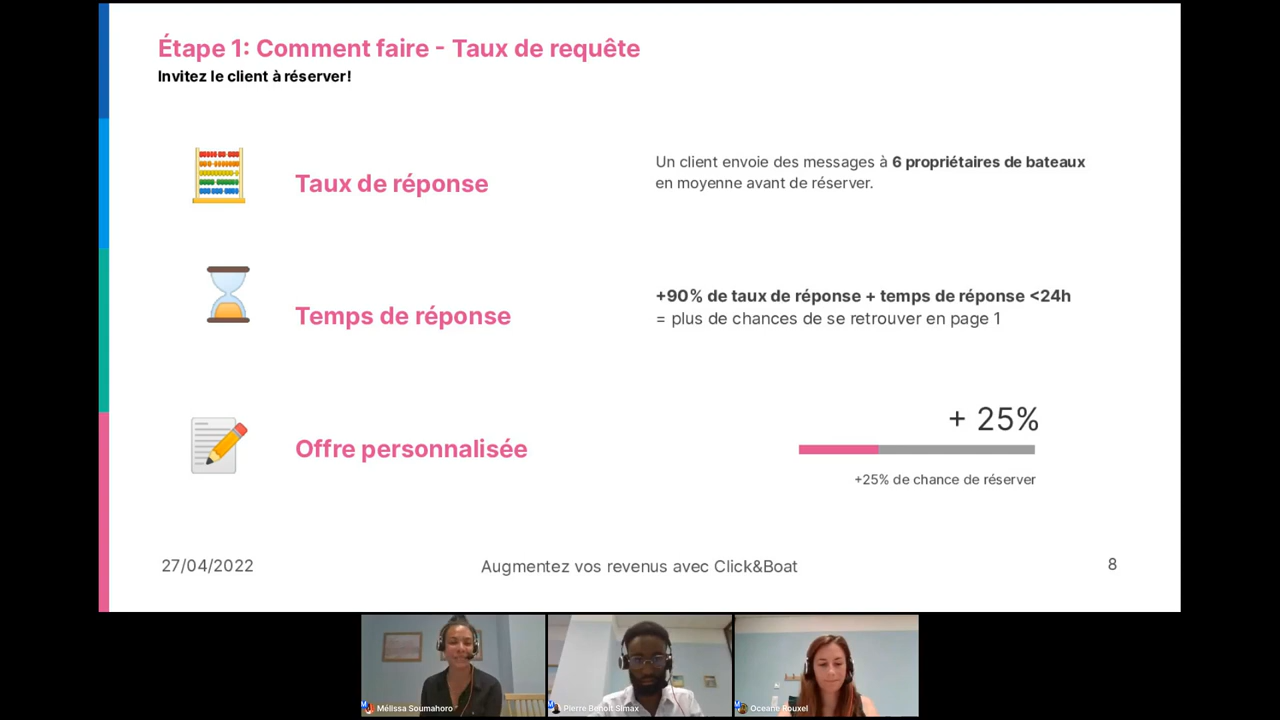 Étape 1: Comment faire - Taux de requête
Invitez le client à réserver!
Taux de réponse
Un client envoie des messages à 6 propriétaires de bateaux
en moyenne avant de réserver.
Temps de réponse
+90% de taux de réponse + temps de réponse <24h
= plus de chances de se retrouver en page 1
Offre personnalisée
+ 25%
+25% de chance de réserver
27/04/2022
Augmentez vos revenus avec Click&Boat
8
Mélissa Soumahoro
Pierre Benoit Simax
Oceane Rouxel